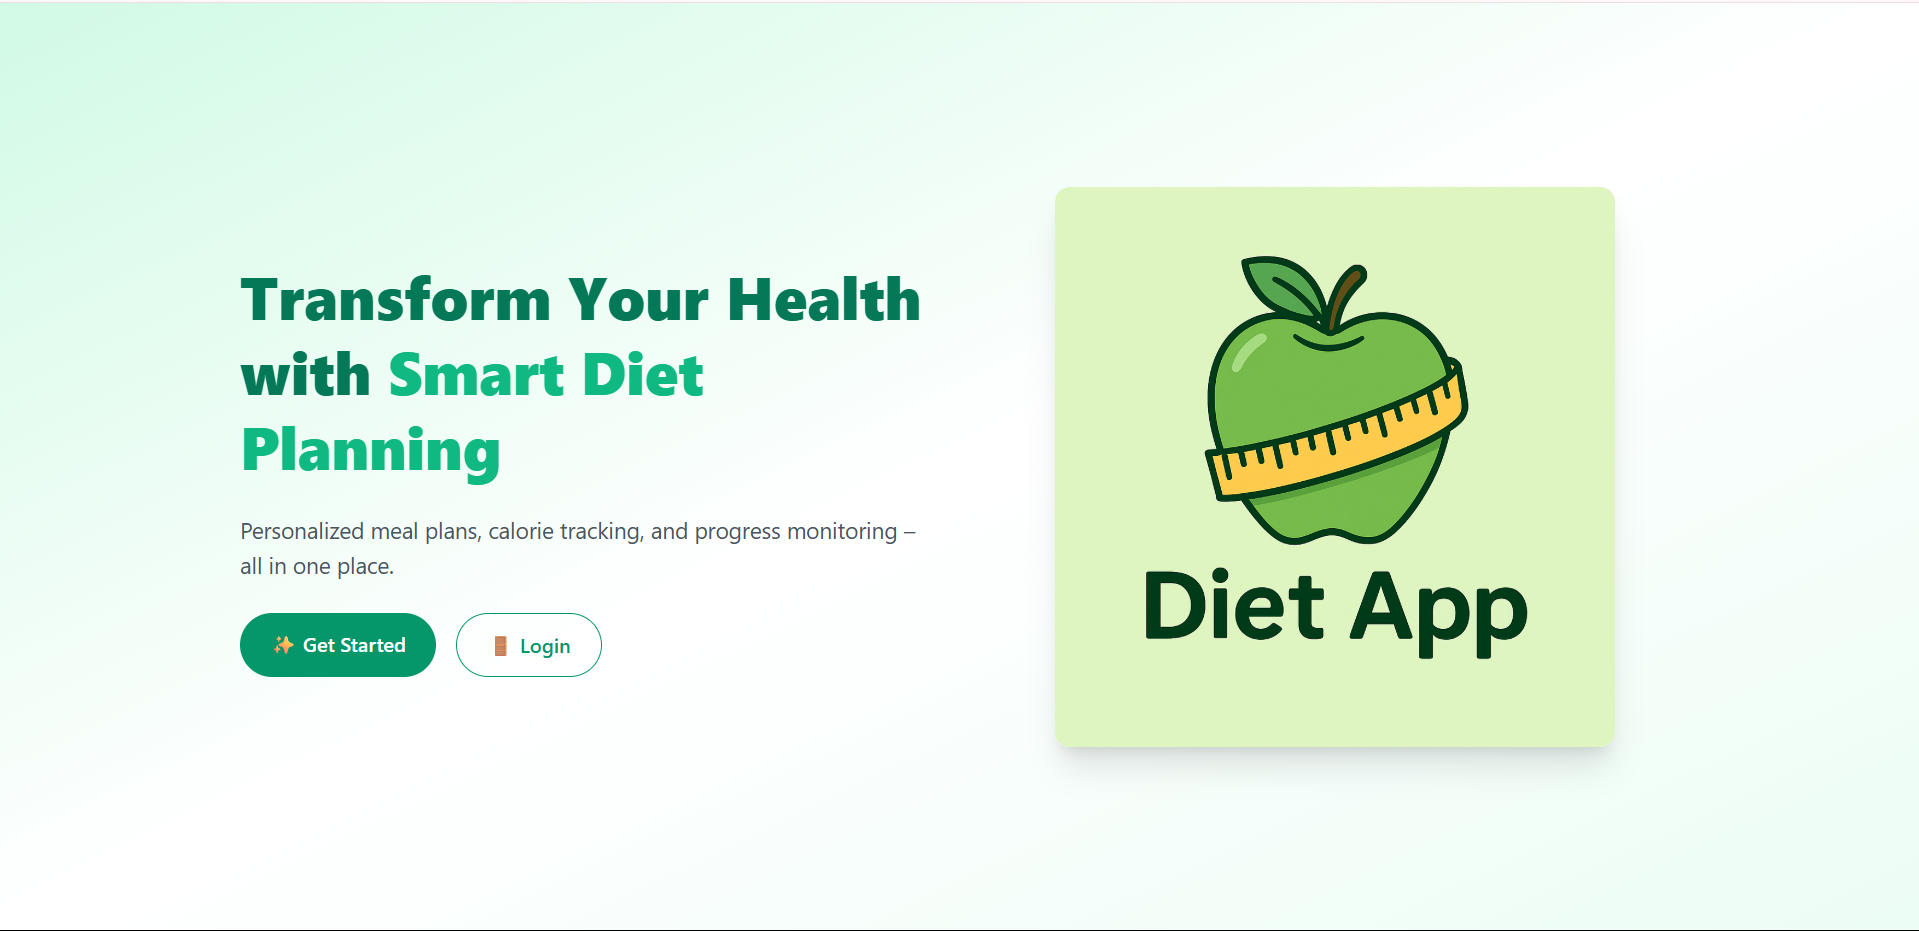 Transform Your Health
with Smart Diet
Planning
Personalized meal plans, calorie tracking, and progress monitoring –
all in one place.
✨ Get Started
🚪 Login
Diet App